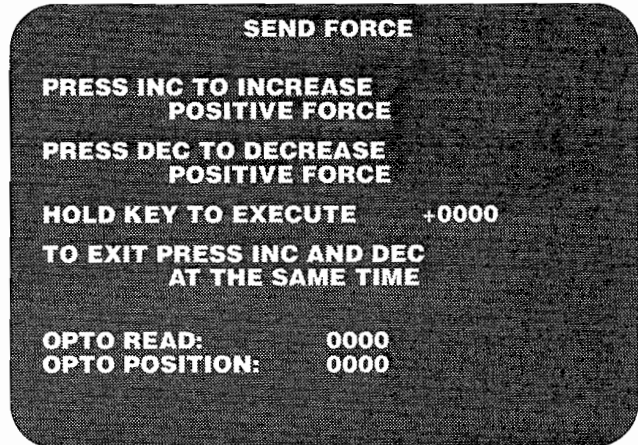 SEND FORCE
PRESS INC TO INCREASE
POSITIVE FORCE
PRESS DEC TO DECREASE
POSITIVE FORCE
HOLD KEY TO EXECUTE +0000
TO EXIT PRESS INC AND DEC
AT THE SAME TIME
OPTO READ: 0000
OPTO POSITION: 0000